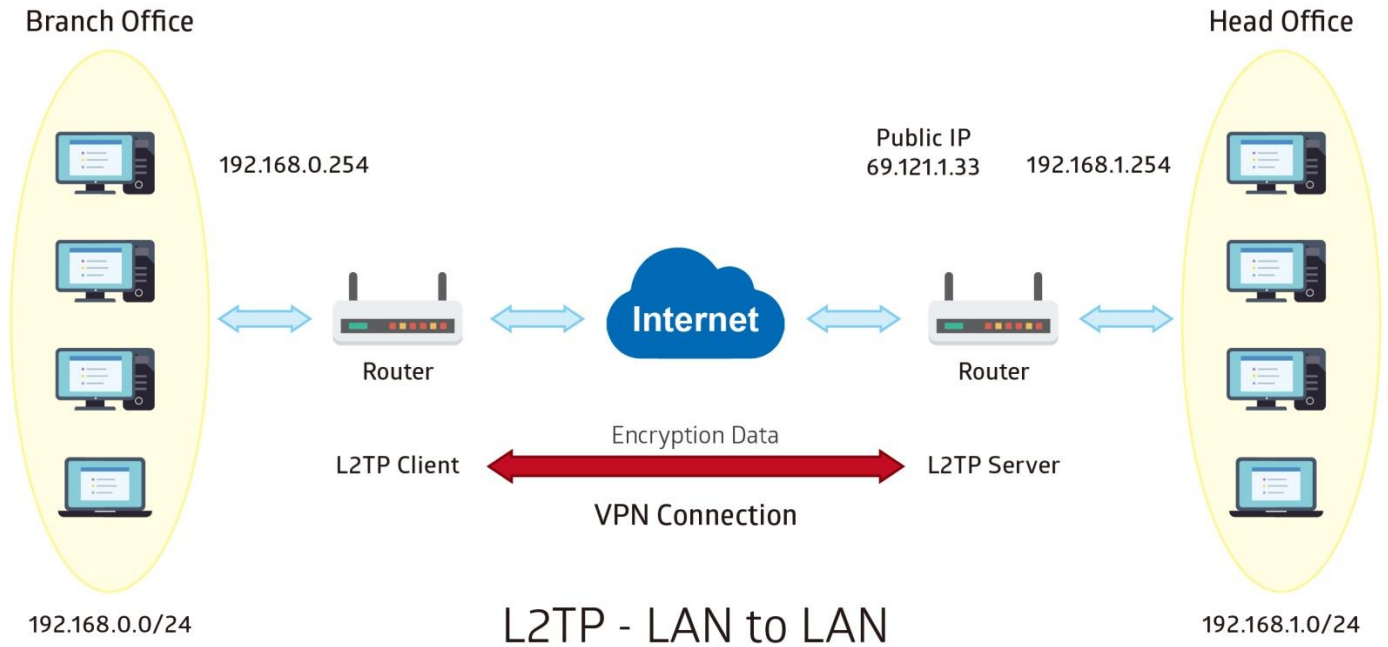 Branch Office
Head Office
192.168.0.254
Public IP
69.121.1.33
192.168.1.254
Internet
Router
Router
Encryption Data
L2TP Client
L2TP Server
VPN Connection
192.168.0.0/24
L2TP - LAN to LAN
192.168.1.0/24